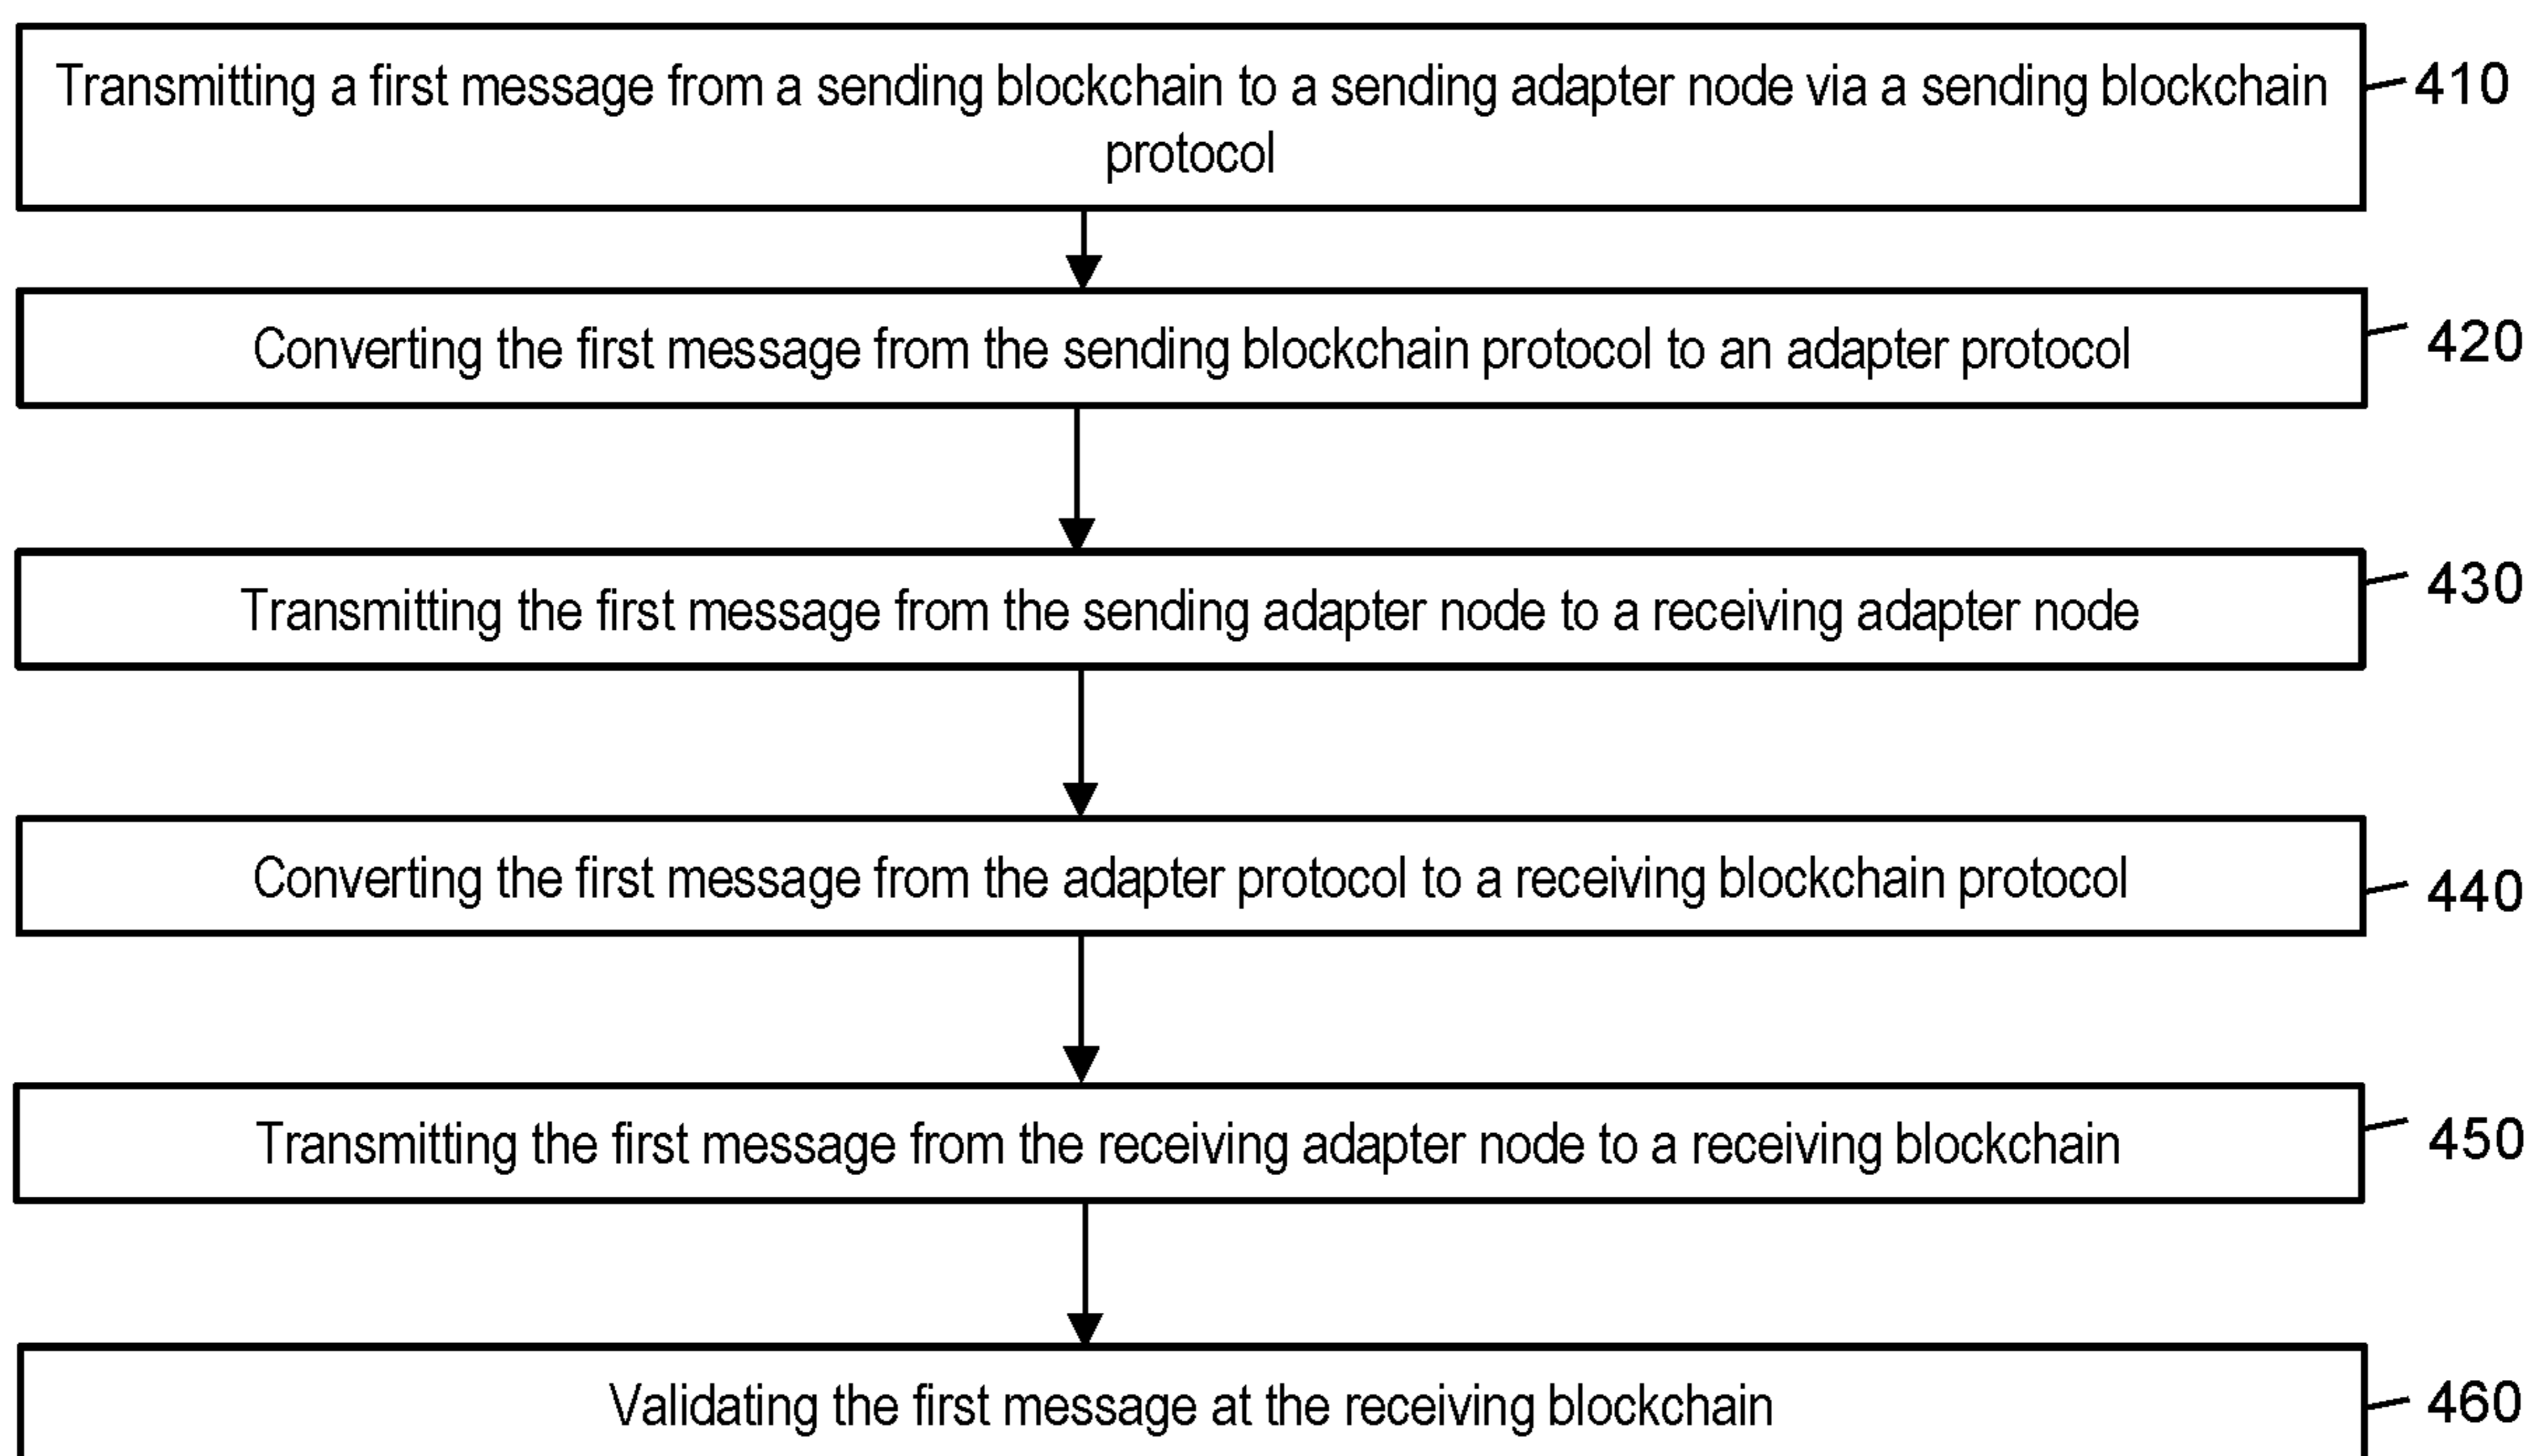 Transmitting a first message from a sending blockchain to a sending adapter node via a sending blockchain
protocol
410
Converting the first message from the sending blockchain protocol to an adapter protocol
420
Transmitting the first message from the sending adapter node to a receiving adapter node
430
Converting the first message from the adapter protocol to a receiving blockchain protocol
440
Transmitting the first message from the receiving adapter node to a receiving blockchain
450
Validating the first message at the receiving blockchain
460